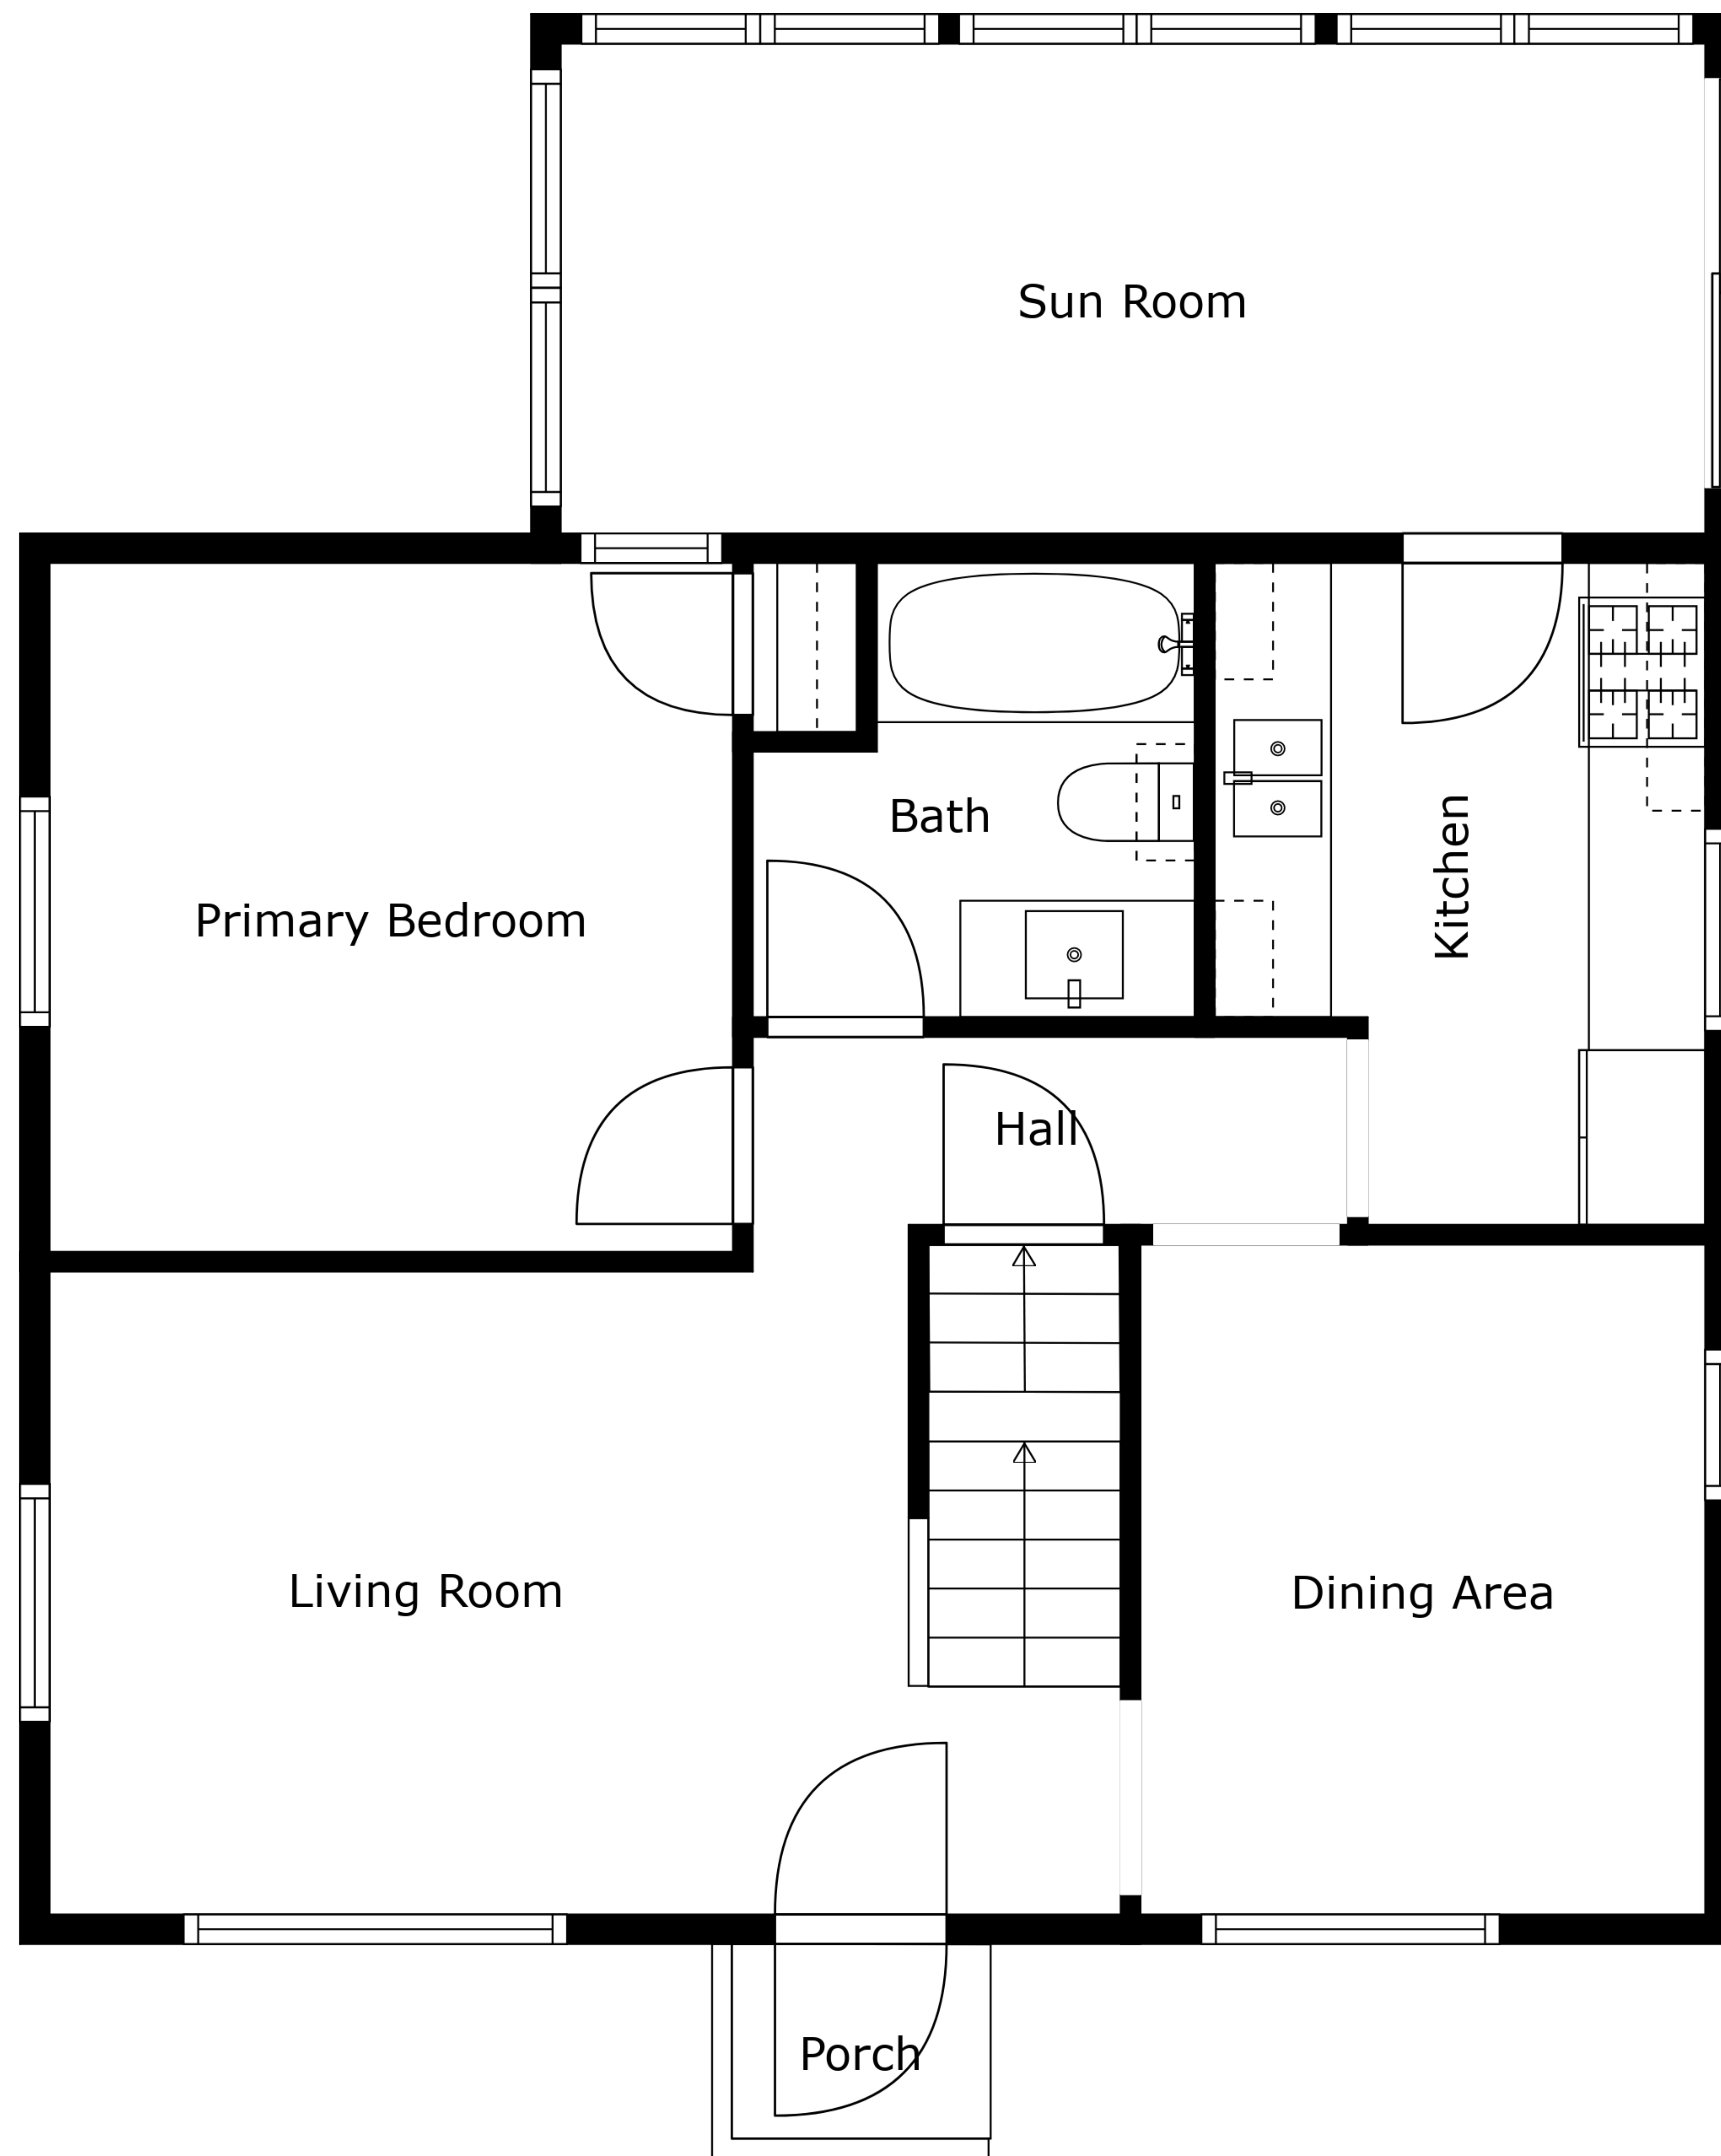 Sun Room
Bath
Kitchen
Primary Bedroom
Hall
Living Room
Dining Area
Porch